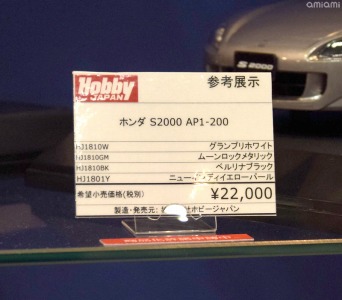 amiami
S2000
Hobby
JAPAN
参考展示
ホンダ S2000 AP1-200
HJ1810W グランプリホワイト
HJ1810GM ムーンロックメタリック
HJ1810BK ベルリナブラック
HJ1801Y ニュー ディイエローパール
希望小売価格(税別) ¥22,000
製造・発売元: 社ホビージャパン